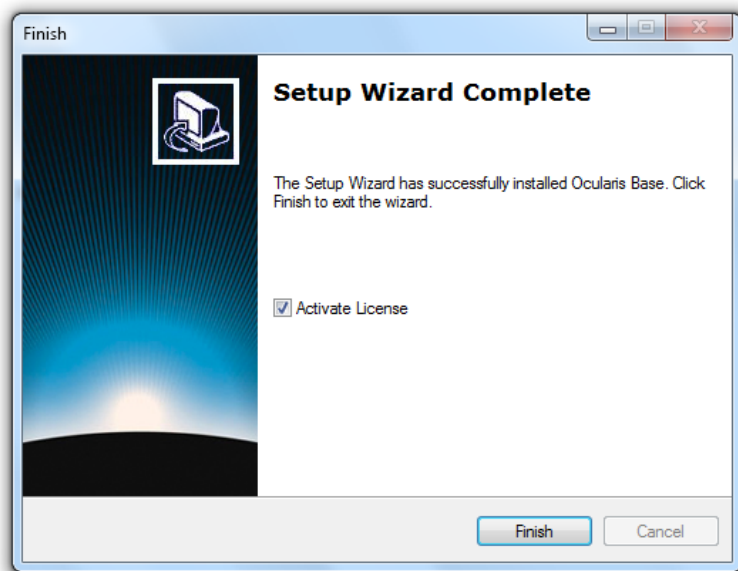 Finish
Setup Wizard Complete
The Setup Wizard has successfully installed Ocularis Base. Click
Finish to exit the wizard.
Activate License
Finish
Cancel